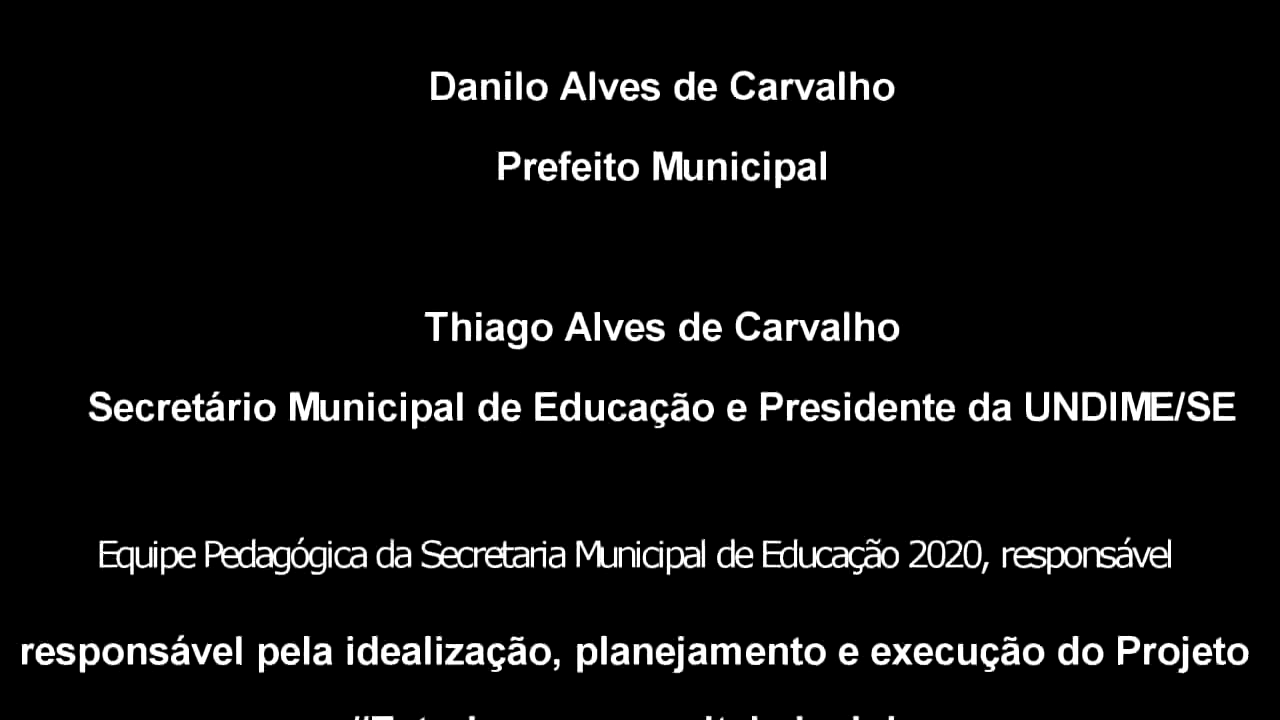 Danilo Alves de Carvalho
Prefeito Municipal
Thiago Alves de Carvalho
Secretário Municipal de Educação e Presidente da UNDIME/SE
Equipe Pedagógica da Secretaria Municipal de Educação 2020, responsável
responsável pela idealização, planejamento e execução do Projeto